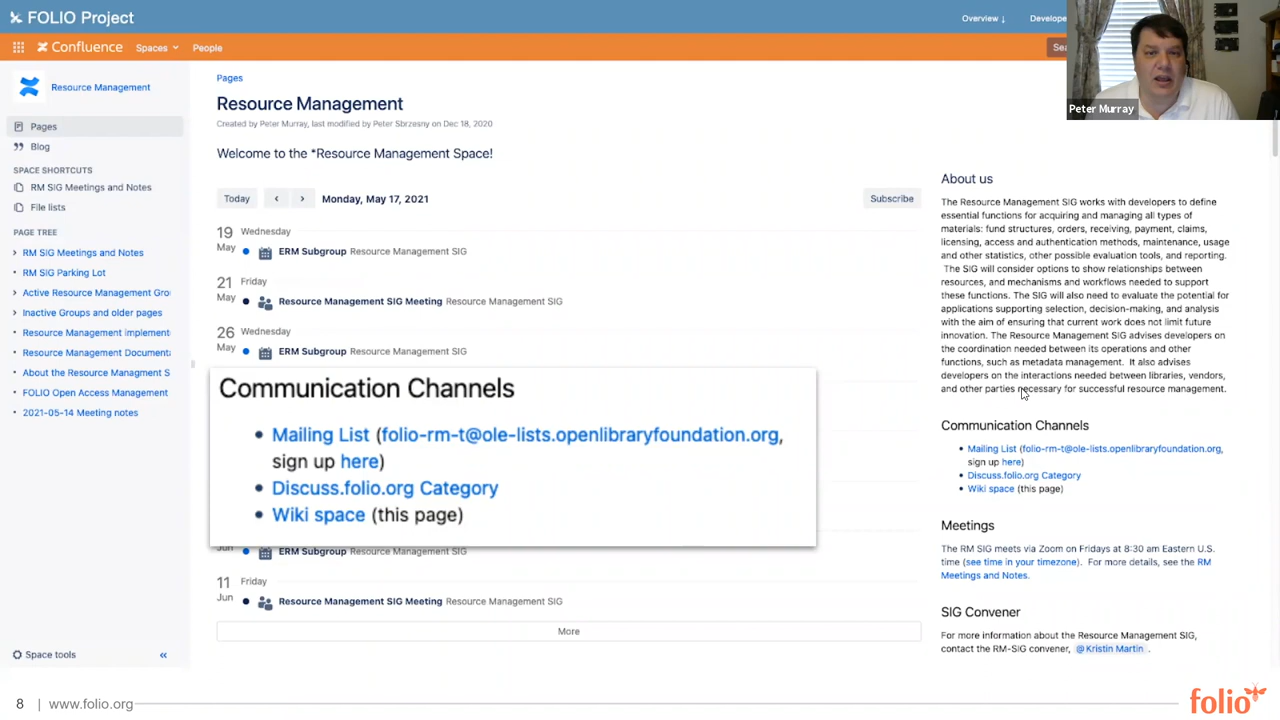 FOLIO Project
Overview ↓
Confluence
Spaces
People
Peter Murray
Resource Management
Pages
Blog
SPACE SHORTCUTS
RM SIG Meetings and Notes
File lists
PAGE TREE
RM SIG Meetings and Notes
RM SIG Parking Lot
Active Resource Management Gro
Inactive Groups and older pages
Resource Management implement
Resource Management Documenta
About the Resource Managment S
FOLIO Open Access Management
2021-05-14 Meeting notes
Space tools
Pages
Resource Management
Created by Peter Murray, last modified by Peter Sbrzesny on Dec 18, 2020
Welcome to the *Resource Management Space!
Today
Monday, May 17, 2021
Subscribe
19 Wednesday
May
ERM Subgroup Resource Management SIG
21 Friday
May
Resource Management SIG Meeting Resource Management SIG
26 Wednesday
May
ERM Subgroup Resource Management SIG
Communication Channels
• Mailing List (folio-rm-t@ole-lists.openlibraryfoundation.org,
sign up here)
• Discuss.folio.org Category
• Wiki space (this page)
Jun
ERM Subgroup Resource Management SIG
11 Friday
Jun
Resource Management SIG Meeting Resource Management SIG
More
About us
The Resource Management SIG works with developers to define
essential functions for acquiring and managing all types of
materials: fund structures, orders, receiving, payment, claims,
licensing, access and authentication methods, maintenance, usage
and other statistics, other possible evaluation tools, and reporting.
The SIG will consider options to show relationships between
resources, and mechanisms and workflows needed to support
these functions. The SIG will also need to evaluate the potential for
applications supporting selection, decision-making, and analysis
with the aim of ensuring that current work does not limit future
innovation. The Resource Management SIG advises developers on
the coordination needed between its operations and other
functions, such as metadata management. It also advises
developers on the interactions needed between libraries, vendors,
and other parties necessary for successful resource management.
Communication Channels
• Mailing List (folio-rm-t@ole-lists.openlibraryfoundation.org,
sign up here)
• Discuss.folio.org Category
• Wiki space (this page)
Meetings
The RM SIG meets via Zoom on Fridays at 8:30 am Eastern U.S.
time (see time in your timezone). For more details, see the RM
Meetings and Notes.
SIG Convener
For more information about the Resource Management SIG,
contact the RM-SIG convener, @Kristin Martin .
8 | www.folio.org
folio